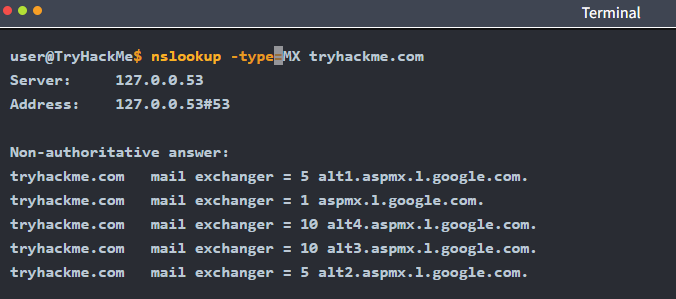 Terminal
user@TryHackMe$ nslookup -type=MX tryhackme.com
Server: 127.0.0.53
Address: 127.0.0.53#53
Non-authoritative answer:
tryhackme.com mail exchanger = 5 alt1.aspmx.l.google.com.
tryhackme.com mail exchanger = 1 aspmx.l.google.com.
tryhackme.com mail exchanger = 10 alt4.aspmx.l.google.com.
tryhackme.com mail exchanger = 10 alt3.aspmx.l.google.com.
tryhackme.com mail exchanger = 5 alt2.aspmx.l.google.com.